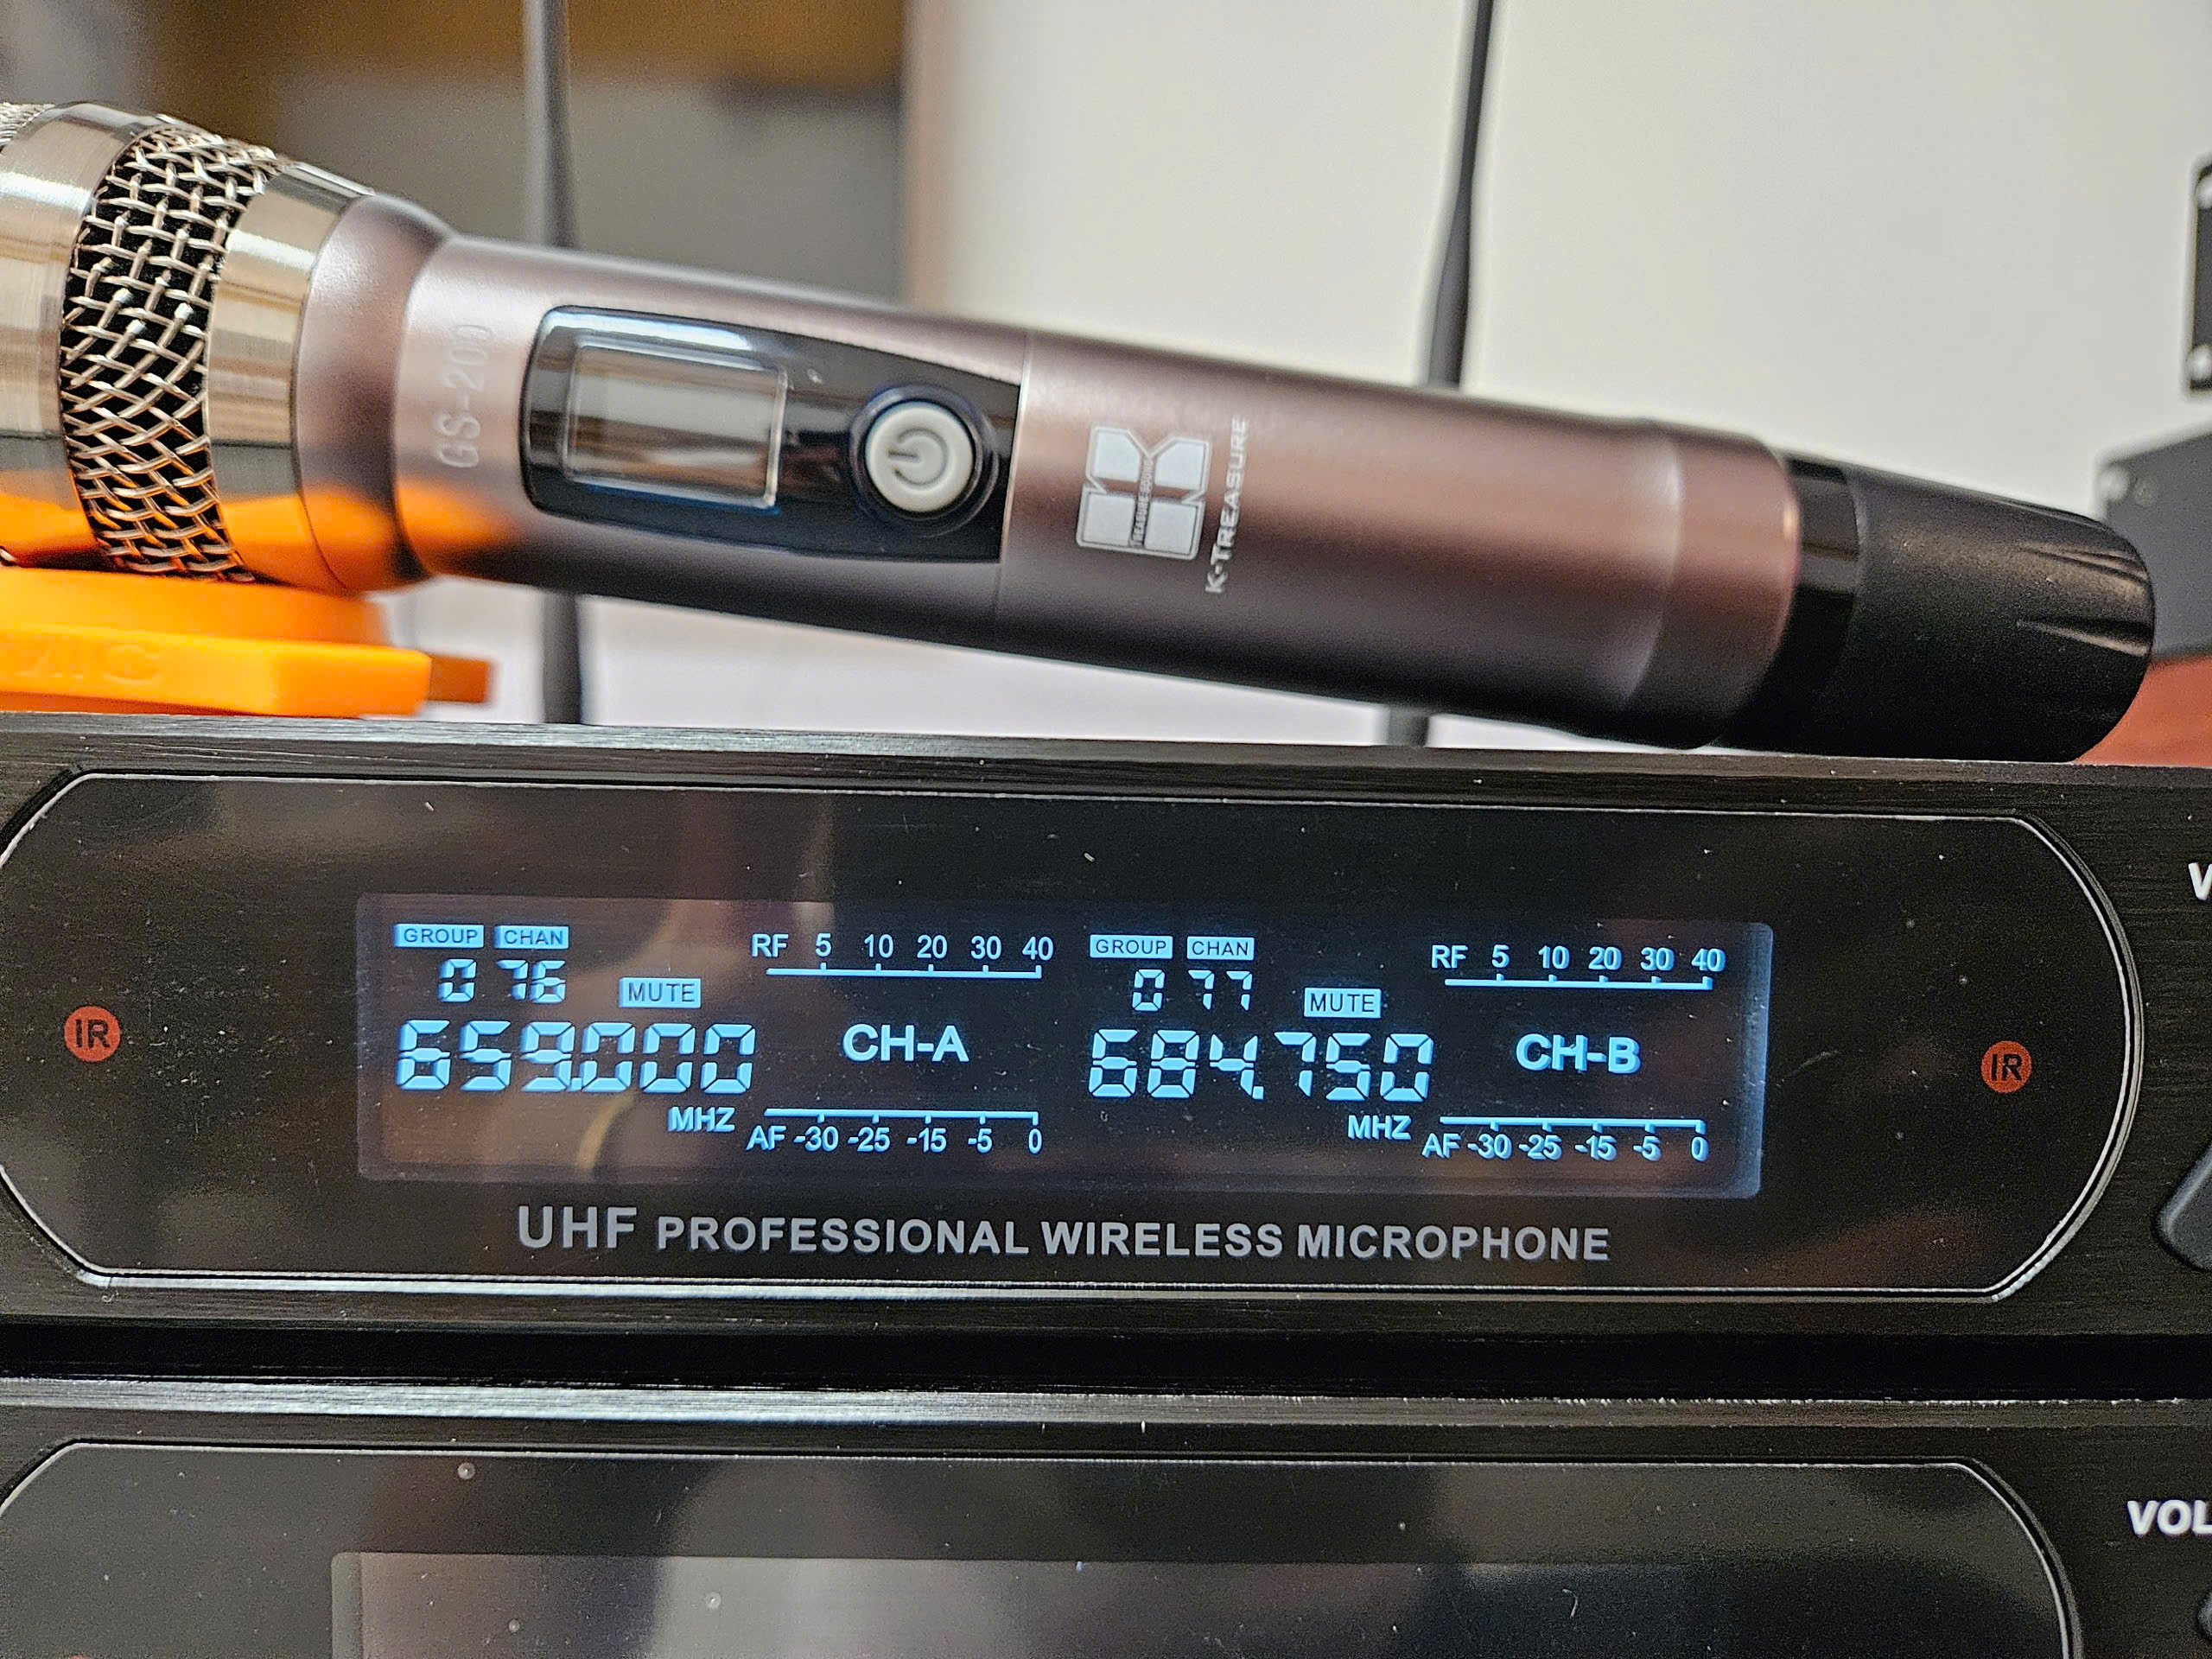 GS-20
K-TREASURE
GROUP CHAN
0 76
MUTE
659.000
MHZ
RF 5 10 20 30 40
CH-A
AF -30 -25 -15 -5 0
GROUP CHAN
0 77
MUTE
684.750
MHZ
RF 5 10 20 30 40
CH-B
AF -30 -25 -15 -5 0
IR
IR
UHF PROFESSIONAL WIRELESS MICROPHONE
V
VOL